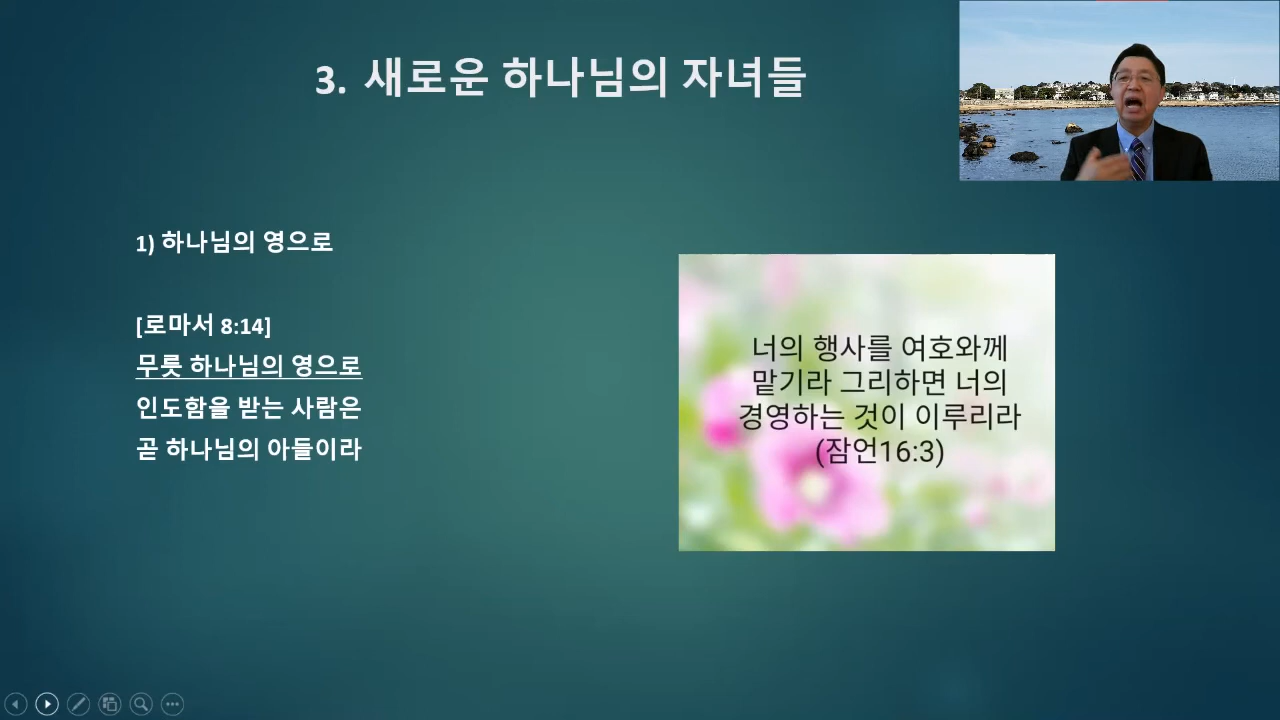 3. 새로운 하나님의 자녀들
1) 하나님의 영으로
[로마서 8:14]
무릇 하나님의 영으로
인도함을 받는 사람은
곧 하나님의 아들이라
너의 행사를 여호와께
맡기라 그리하면 너의
경영하는 것이 이루리라
(잠언16:3)